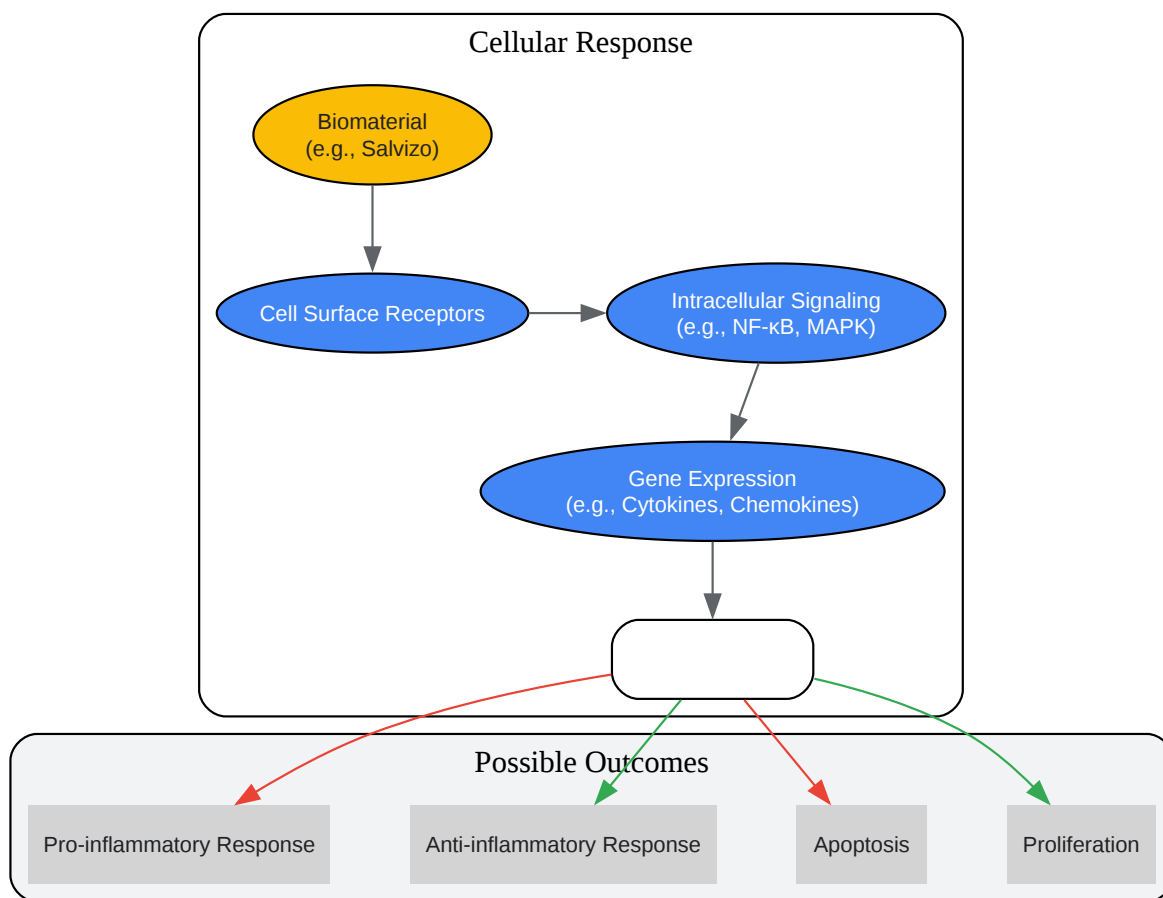 Cellular Response
Biomaterial
(e.g., Salvizo)
Cell Surface Receptors
Intracellular Signaling
(e.g., NF-κB, MAPK)
Gene Expression
(e.g., Cytokines, Chemokines)
Possible Outcomes
Pro-inflammatory Response
Anti-inflammatory Response
Apoptosis
Proliferation